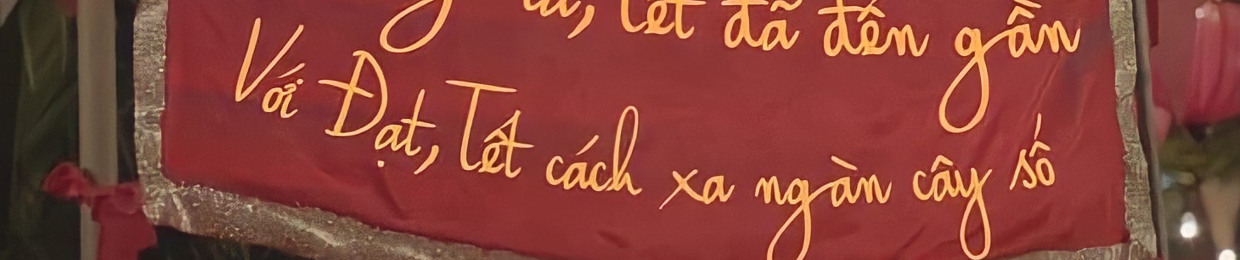 tết đã đến gần
Với Đạt, Tết cách xa ngàn cây số